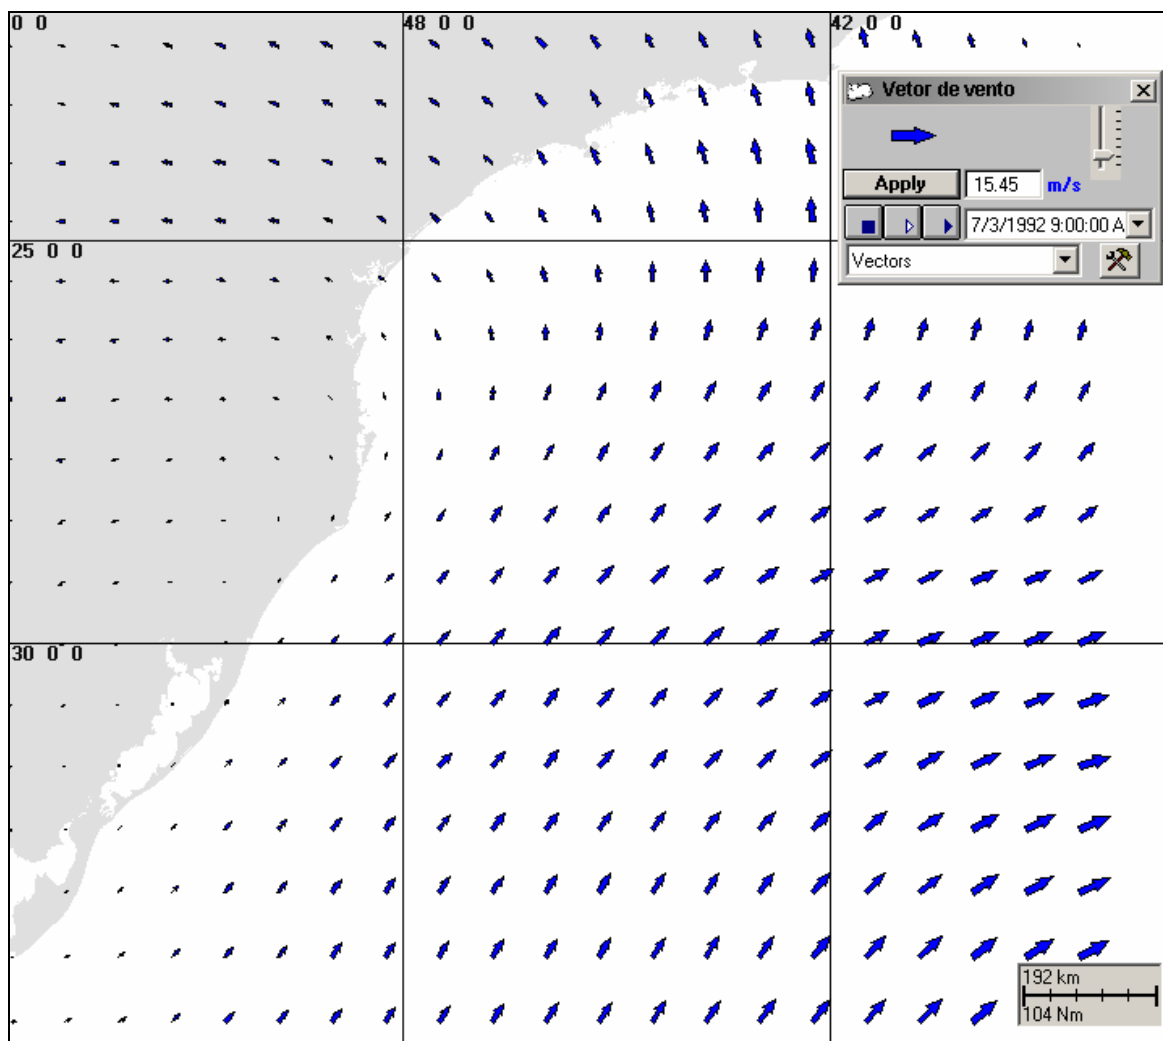 0 0
48 0 0
42 0 0
Vetor de vento
Apply
15.45
m/s
25 0 0
7/3/1992 9:00:00 A
Vectors
30 0 0
192 km
104 Nm